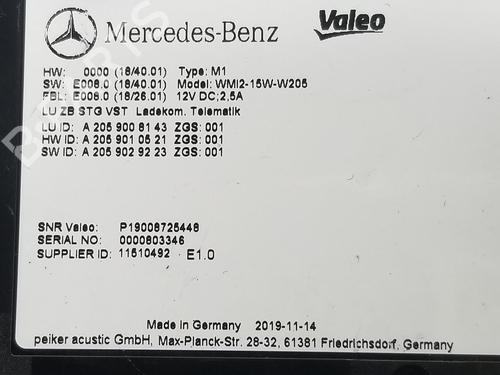 Mercedes-Benz Valeo
HW: 0000 (18/40.01) Type: M1
SW: E008.0 (18/40.01) Model: WMI2-15W-W205
FBL: E008.0 (18/26.01) 12V DC;2,5A
LU ZB STG VST Ladekom. Telematik
LU ID: A 205 900 81 43 ZGS: 001
HW ID: A 205 901 05 21 ZGS: 001
SW ID: A 205 902 92 23 ZGS: 001
SNR Valeo: P19008725448
SERIAL NO: 0000803346
SUPPLIER ID: 11510492 E1.0
Made in Germany 2019-11-14
peiker acustic GmbH, Max-Planck-Str. 28-32, 61381 Friedrichsdorf, Germany